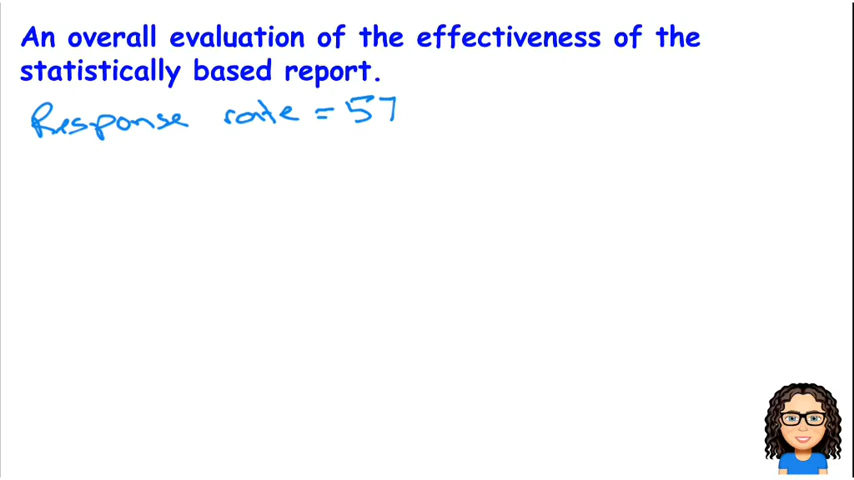 An overall evaluation of the effectiveness of the
statistically based report.
Response rate = 57